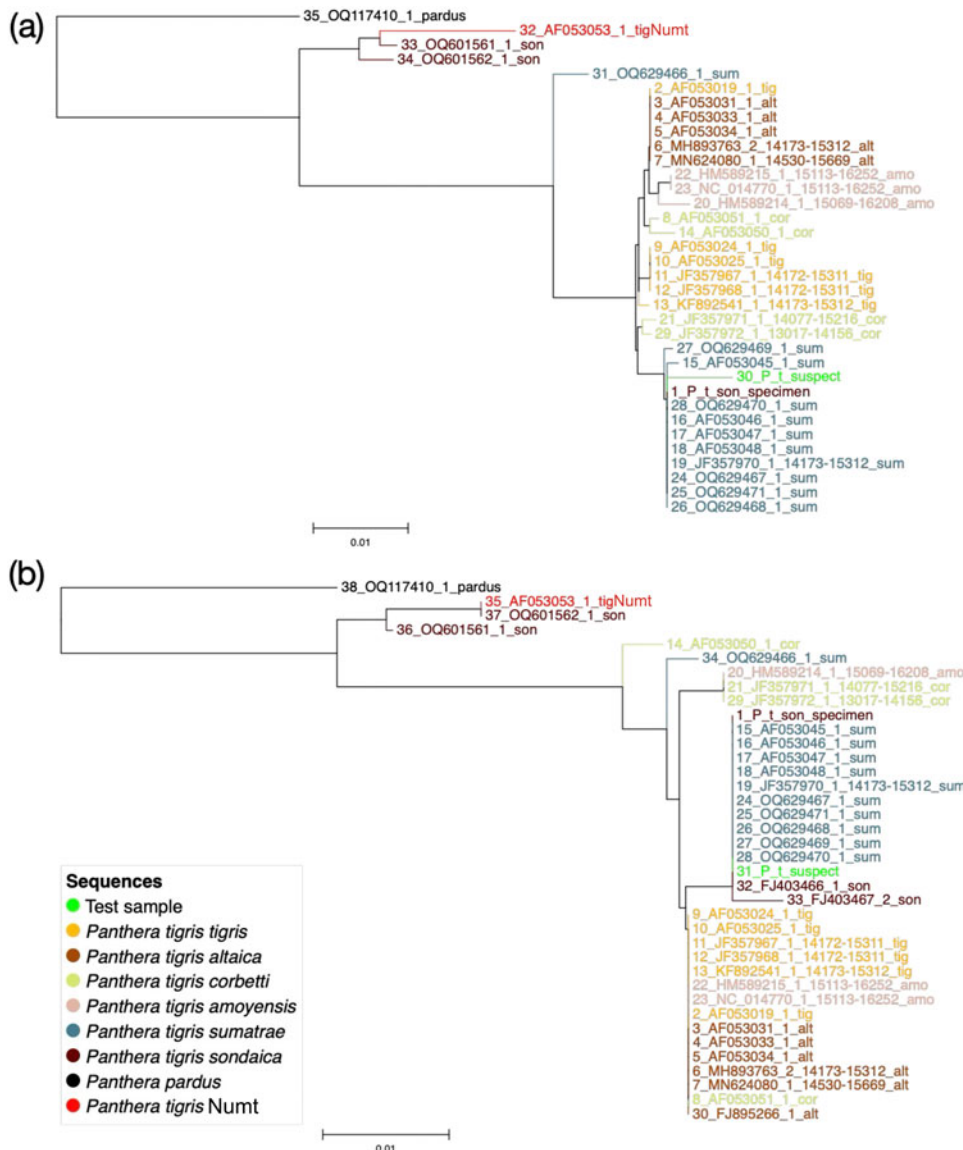 (a)
35_OQ117410_1_pardus
32_AF053053_1_tigNumt
33_OQ601561_1_son
34_OQ601562_1_son
31_OQ629466_1_sum
2_AF053019_1_tig
3_AF053031_1_alt
4_AF053033_1_alt
5_AF053034_1_alt
6_MH893763_2_14173-15312_alt
7_MN624080_1_14530-15669_alt
22_HM589215_1_15113-16252_amo
23_NC_014770_1_15113-16252_amo
20_HM589214_1_15069-16208_amo
8_AF053051_1_cor
14_AF053050_1_cor
9_AF053024_1_tig
10_AF053025_1_tig
11_JF357967_1_14172-15311_tig
12_JF357968_1_14172-15311_tig
13_KF892541_1_14173-15312_tig
21_JF357971_1_14077-15216_cor
29_JF357972_1_13017-14156_cor
27_OQ629469_1_sum
15_AF053045_1_sum
30_P_t_suspect
1_P_t_son_specimen
28_OQ629470_1_sum
16_AF053046_1_sum
17_AF053047_1_sum
18_AF053048_1_sum
19_JF357970_1_14173-15312_sum
24_OQ629467_1_sum
25_OQ629471_1_sum
26_OQ629468_1_sum
0.01
(b)
38_OQ117410_1_pardus
35_AF053053_1_tigNumt
37_OQ601562_1_son
36_OQ601561_1_son
14_AF053050_1_cor
34_OQ629466_1_sum
20_HM589214_1_15069-16208_amo
21_JF357971_1_14077-15216_cor
29_JF357972_1_13017-14156_cor
1_P_t_son_specimen
15_AF053045_1_sum
16_AF053046_1_sum
17_AF053047_1_sum
18_AF053048_1_sum
19_JF357970_1_14173-15312_sum
24_OQ629467_1_sum
25_OQ629471_1_sum
26_OQ629468_1_sum
27_OQ629469_1_sum
28_OQ629470_1_sum
31_P_t_suspect
32_FJ403466_1_son
33_FJ403467_2_son
9_AF053024_1_tig
10_AF053025_1_tig
11_JF357967_1_14172-15311_tig
12_JF357968_1_14172-15311_tig
13_KF892541_1_14173-15312_tig
22_HM589215_1_15113-16252_amo
23_NC_014770_1_15113-16252_amo
2_AF053019_1_tig
3_AF053031_1_alt
4_AF053033_1_alt
5_AF053034_1_alt
6_MH893763_2_14173-15312_alt
7_MN624080_1_14530-15669_alt
8_AF053051_1_cor
30_FJ895266_1_alt
Sequences
Test sample
Panthera tigris tigris
Panthera tigris altaica
Panthera tigris corbetti
Panthera tigris amoyensis
Panthera tigris sumatrae
Panthera tigris sondaica
Panthera pardus
Panthera tigris Numt
0.01